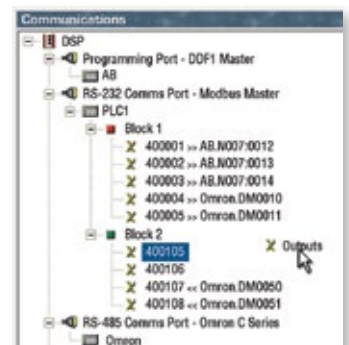 Communications
DSP
Programming Port - DDF1 Master
AB
RS-232 Comms Port - Modbus Master
PLC1
Block 1
400001 >> AB.N007:0012
400002 >> AB.N007:0013
400003 >> AB.N007:0014
400004 >> Omron.DM0010
400005 >> Omron.DM0011
Block 2
400105
Outputs
400106
400107 << Omron.DM0050
400108 << Omron.DM0051
RS-485 Comms Port - Omron C Series
Omron